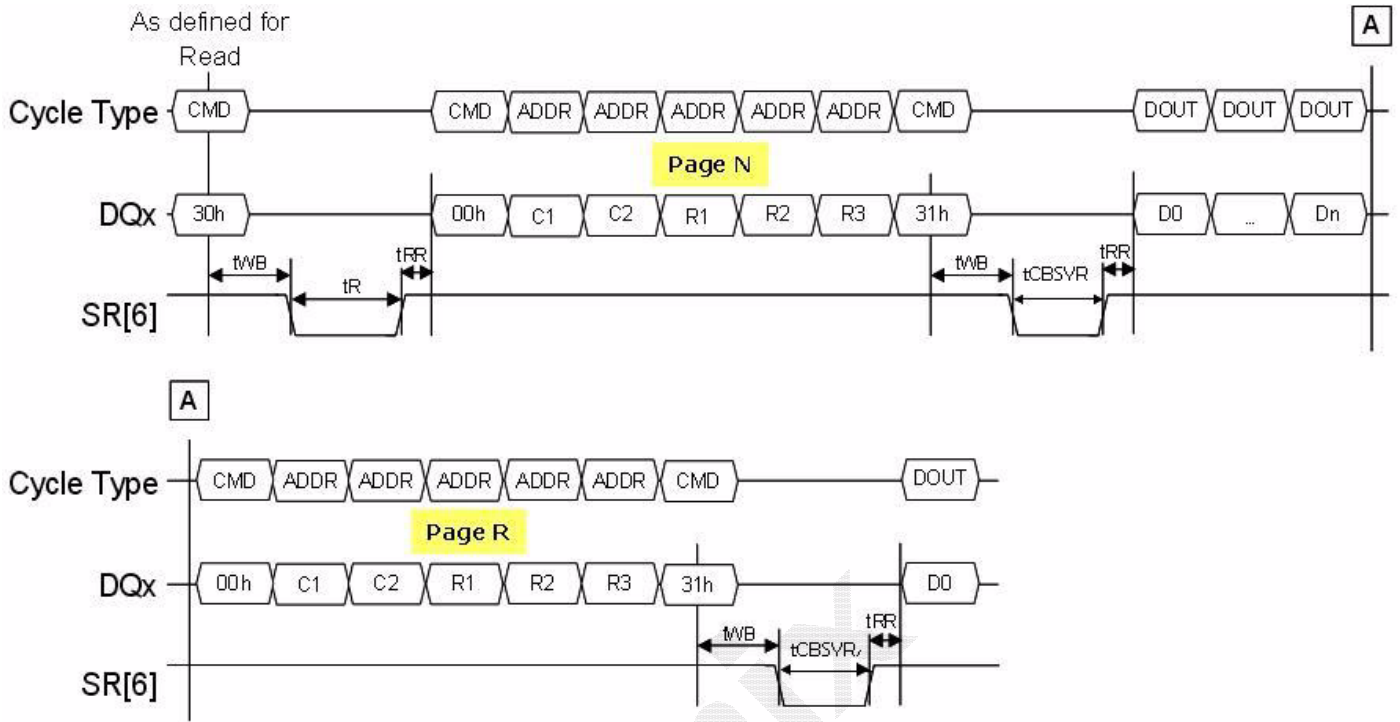 As defined for
Read
A
Cycle Type CMD CMD ADDR ADDR ADDR ADDR ADDR CMD DOUT DOUT DOUT
Page N
DQx 30h 00h C1 C2 R1 R2 R3 31h D0 ... Dn
tWB tR tRR tWB tCBSYR tRR
SR[6]
A
Cycle Type CMD ADDR ADDR ADDR ADDR ADDR CMD DOUT
Page R
DQx 00h C1 C2 R1 R2 R3 31h D0
tWB tCBSYR tRR
SR[6]